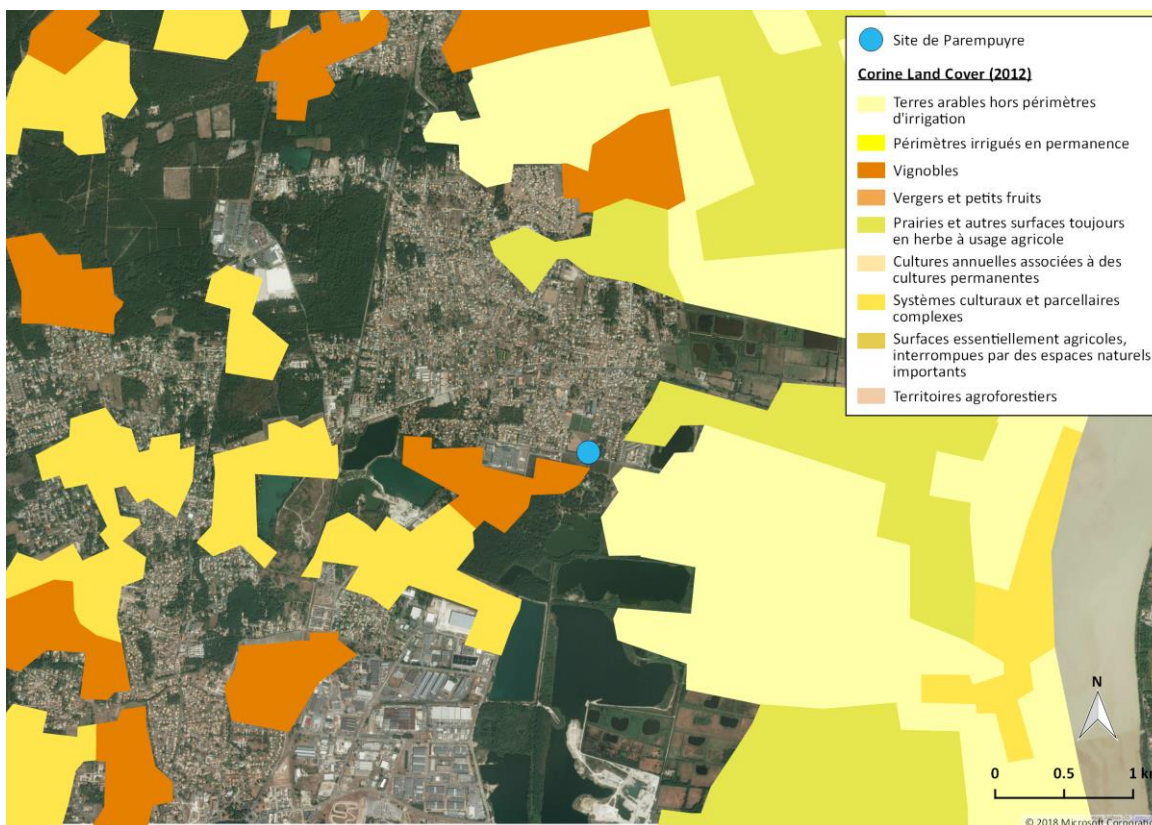 Site de Parempuyre
Corine Land Cover (2012)
Terres arables hors périmètres
d'irrigation
Périmètres irrigués en permanence
Vignobles
Vergers et petits fruits
Prairies et autres surfaces toujours
en herbe à usage agricole
Cultures annuelles associées à des
cultures permanentes
Systèmes culturaux et parcellaires
complexes
Surfaces essentiellement agricoles,
interrompues par des espaces naturels
importants
Territoires agroforestiers
N
0 0.5 1 km
© 2018 Microsoft Corporation